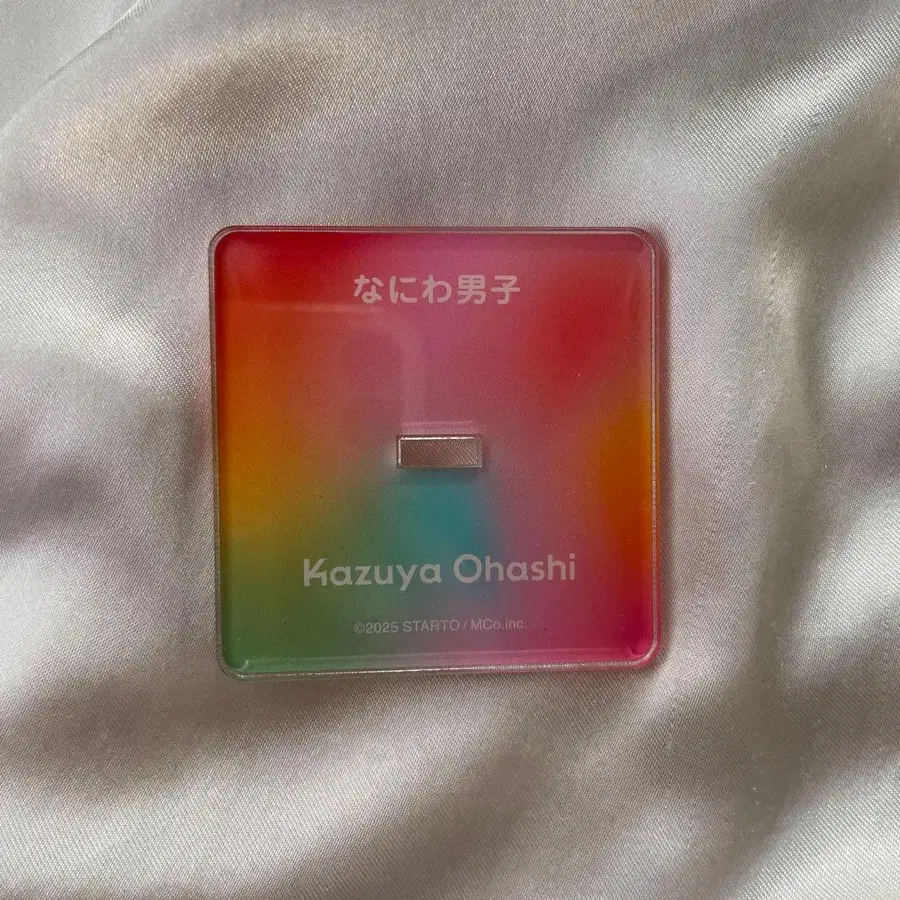 なにわ男子
Kazuya Ohashi
©2025 STARTO / MCo.inc.